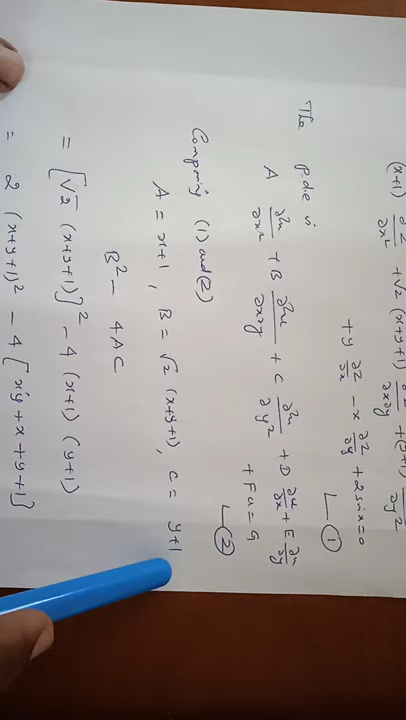 (x+1) ∂²z/∂x² + √2 (x+y+1) ∂²z/∂x∂y + (y+1) ∂²z/∂y²
+ y ∂z/∂x - x ∂z/∂y + 2 sin x = 0 — (1)
The p.d.e is
A ∂²u/∂x² + B ∂²u/∂x∂y + C ∂²u/∂y² + D ∂u/∂x + E ∂u/∂y
+ Fu = G — (2)
Comparing (1) and (2)
A = x+1, B = √2 (x+y+1), C = y+1
B² - 4AC
= [√2 (x+y+1)]² - 4 (x+1) (y+1)
= 2 (x+y+1)² - 4 [xy + x + y + 1]